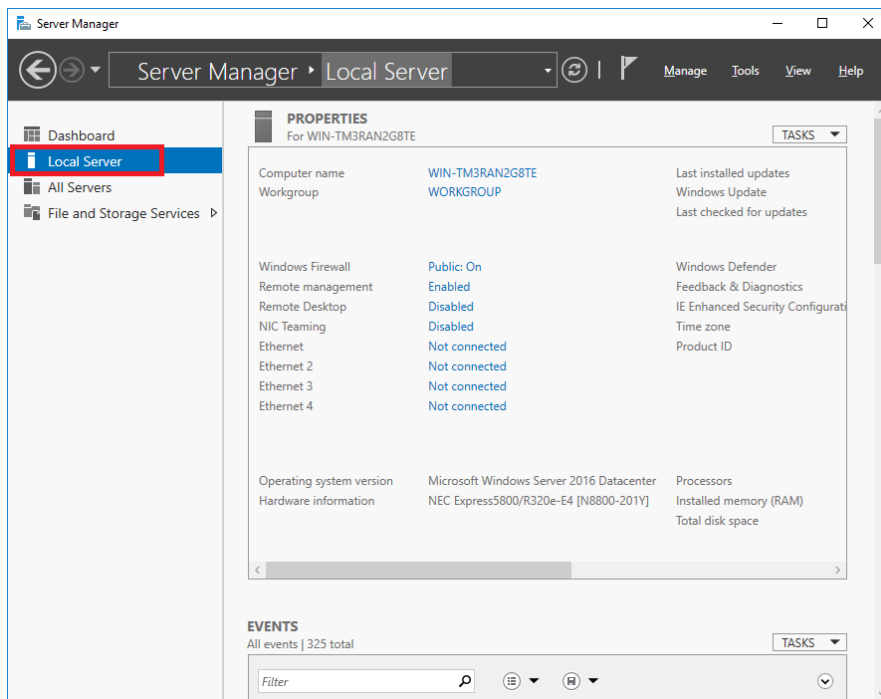 Server Manager
Server Manager Local Server
Manage Tools View Help
Dashboard
Local Server
All Servers
File and Storage Services
PROPERTIES
For WIN-TM3RAN2G8TE
TASKS
Computer name WIN-TM3RAN2G8TE Last installed updates
Workgroup WORKGROUP Windows Update
Last checked for updates
Windows Firewall Public: On Windows Defender
Remote management Enabled Feedback & Diagnostics
Remote Desktop Disabled IE Enhanced Security Configurati
NIC Teaming Disabled Time zone
Ethernet Not connected Product ID
Ethernet 2 Not connected
Ethernet 3 Not connected
Ethernet 4 Not connected
Operating system version Microsoft Windows Server 2016 Datacenter Processors
Hardware information NEC Express5800/R320e-E4 [N8800-201Y] Installed memory (RAM)
Total disk space
EVENTS
All events | 325 total
TASKS
Filter